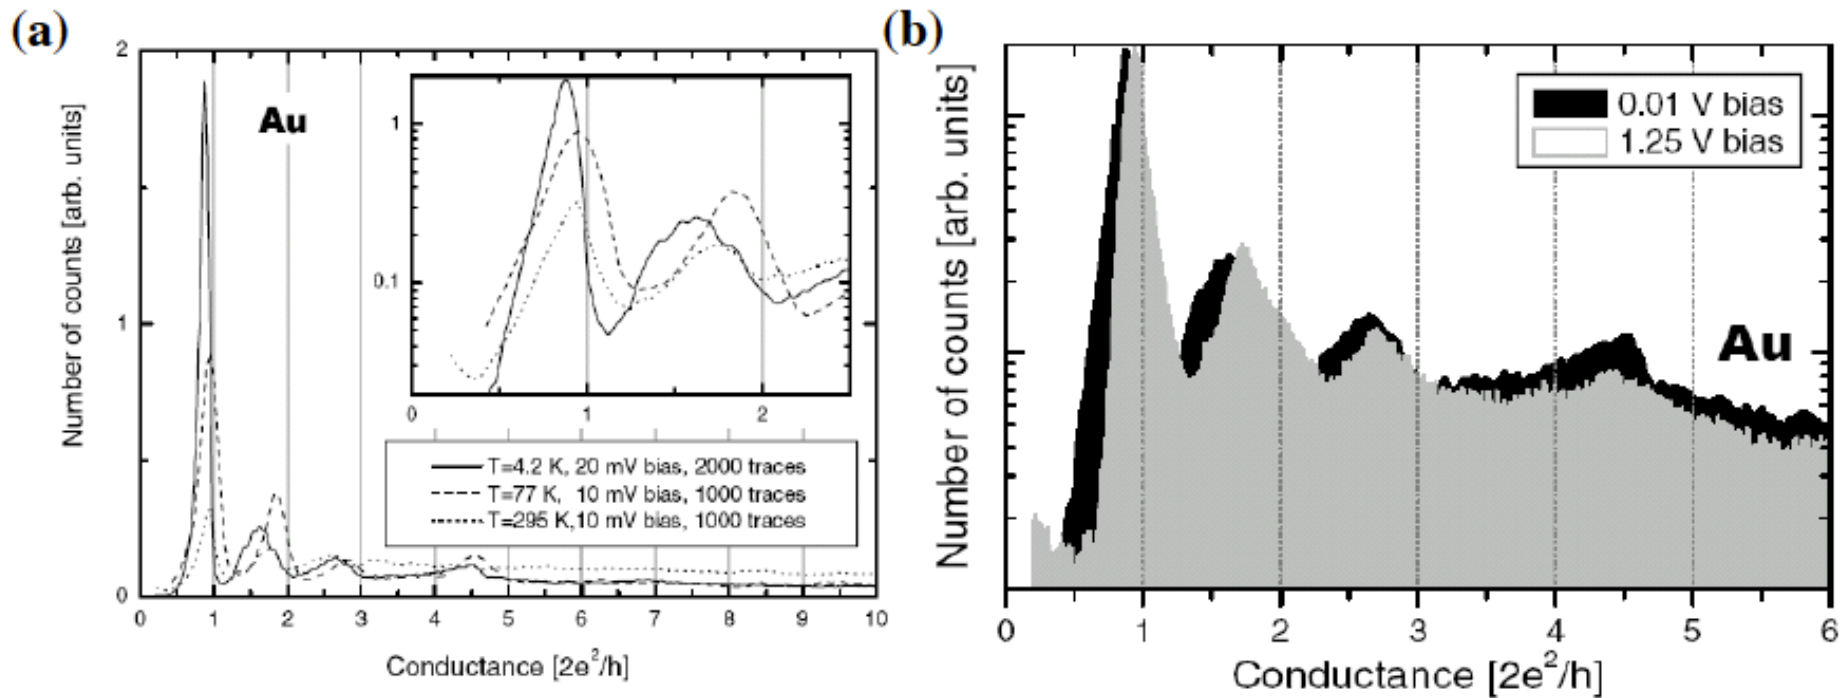 (a)
2
1
0
Number of counts [arb. units]
Au
1
0.1
0 1 2
T=4.2 K, 20 mV bias, 2000 traces
T=77 K, 10 mV bias, 1000 traces
T=295 K,10 mV bias, 1000 traces
0 1 2 3 4 5 6 7 8 9 10
Conductance [2e²/h]
(b)
Number of counts [arb. units]
0.01 V bias
1.25 V bias
Au
0 1 2 3 4 5 6
Conductance [2e²/h]